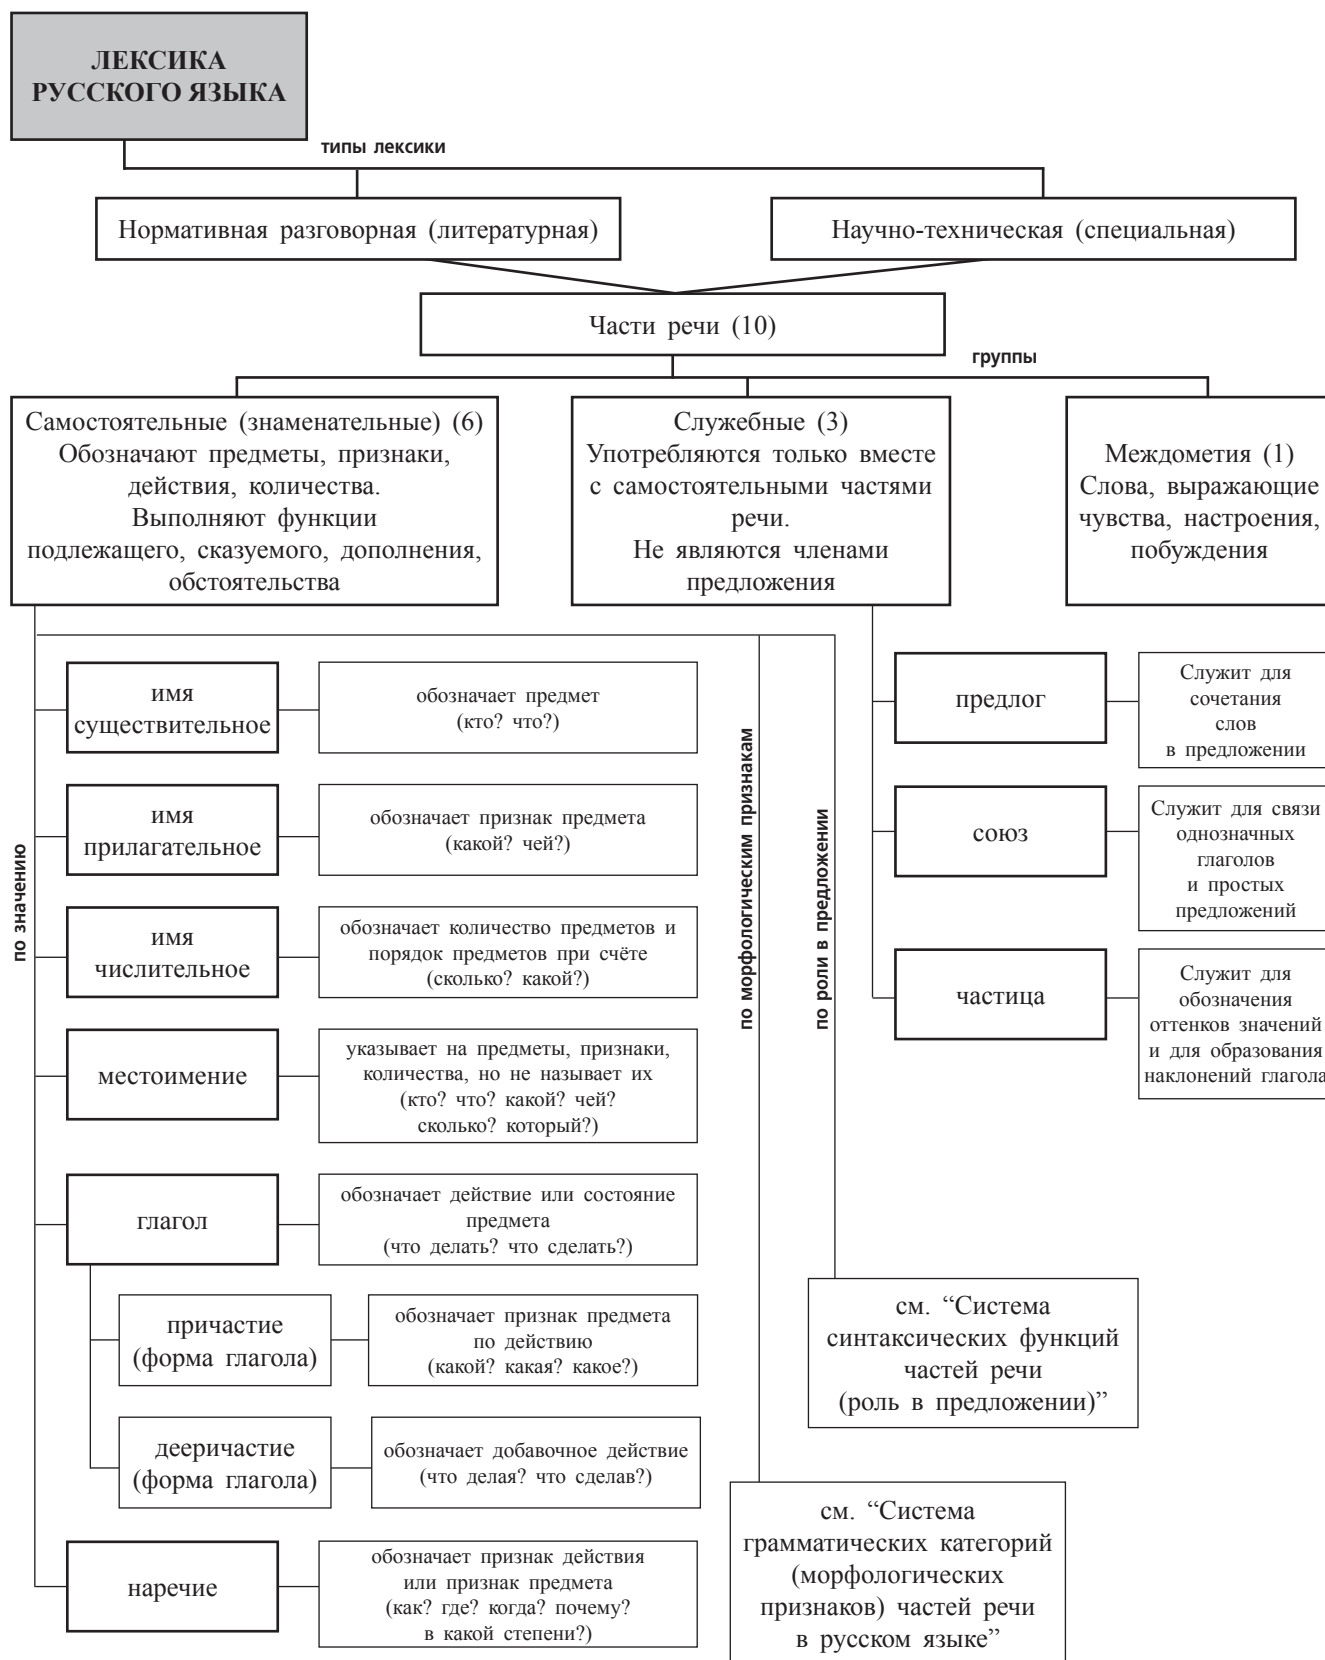 ЛЕКСИКА
РУССКОГО ЯЗЫКА
типы лексики
Нормативная разговорная (литературная)
Научно-техническая (специальная)
Части речи (10)
группы
Самостоятельные (знаменательные) (6)
Обозначают предметы, признаки,
действия, количества.
Выполняют функции
подлежащего, сказуемого, дополнения,
обстоятельства
Служебные (3)
Употребляются только вместе
с самостоятельными частями
речи.
Не являются членами
предложения
Междометия (1)
Слова, выражающие
чувства, настроения,
побуждения
по значению
имя
существительное
обозначает предмет
(кто? что?)
имя
прилагательное
обозначает признак предмета
(какой? чей?)
имя
числительное
обозначает количество предметов и
порядок предметов при счёте
(сколько? какой?)
местоимение
указывает на предметы, признаки,
количества, но не называет их
(кто? что? какой? чей?
сколько? который?)
глагол
обозначает действие или состояние
предмета
(что делать? что сделать?)
причастие
(форма глагола)
обозначает признак предмета
по действию
(какой? какая? какое?)
дееричастие
(форма глагола)
обозначает добавочное действие
(что делая? что сделав?)
наречие
обозначает признак действия
или признак предмета
(как? где? когда? почему?
в какой степени?)
по морфологическим признакам
по роли в предложении
предлог
Служит для
сочетания
слов
в предложении
союз
Служит для связи
однозначных
глаголов
и простых
предложений
частица
Служит для
обозначения
оттенков значений
и для образования
наклонений глагола
см. “Система
синтаксических функций
частей речи
(роль в предложении)”
см. “Система
грамматических категорий
(морфологических
признаков) частей речи
в русском языке”